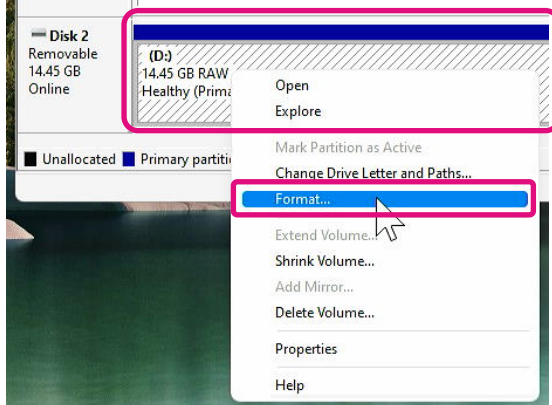 Disk 2
Removable
14.45 GB
Online
(D:)
14.45 GB RAW
Healthy (Prima
Unallocated Primary partiti
Open
Explore
Mark Partition as Active
Change Drive Letter and Paths...
Format...
Extend Volume...
Shrink Volume...
Add Mirror...
Delete Volume...
Properties
Help